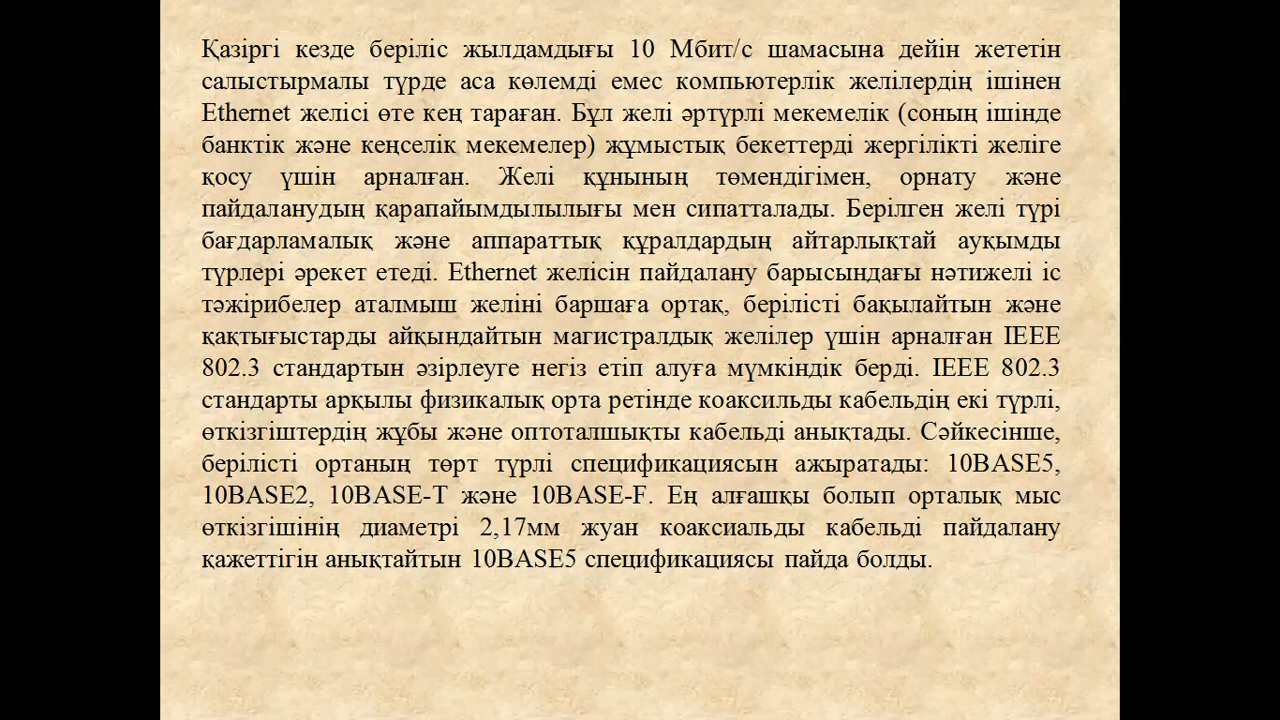 Қазіргі кезде беріліс жылдамдығы 10 Мбит/с шамасына дейін жететін
салыстырмалы түрде аса көлемді емес компьютерлік желілердің ішінен
Ethernet желісі өте кең тараған. Бұл желі әртүрлі мекемелік (соның ішінде
банктік және кеңселік мекемелер) жұмыстық бекеттерді жергілікті желіге
қосу үшін арналған. Желі құнының төмендігімен, орнату және
пайдаланудың қарапайымдылылығы мен сипатталады. Берілген желі түрі
бағдарламалық және аппараттық құралдардың айтарлықтай ауқымды
түрлері әрекет етеді. Ethernet желісін пайдалану барысындағы нәтижелі іс
тәжірибелер аталмыш желіні баршаға ортақ, берілісті бақылайтын және
қақтығыстарды айқындайтын магистралдық желілер үшін арналған IEEE
802.3 стандартын әзірлеуге негіз етіп алуға мүмкіндік берді. IEEE 802.3
стандарты арқылы физикалық орта ретінде коаксильды кабельдің екі түрлі,
өткізгіштердің жұбы және оптоталшықты кабельді анықтады. Сәйкесінше,
берілісті ортаның төрт түрлі спецификациясын ажыратады: 10BASE5,
10BASE2, 10BASE-T және 10BASE-F. Ең алғашқы болып орталық мыс
өткізгішінің диаметрі 2,17мм жуан коаксиальды кабельді пайдалану
қажеттігін анықтайтын 10BASE5 спецификациясы пайда болды.